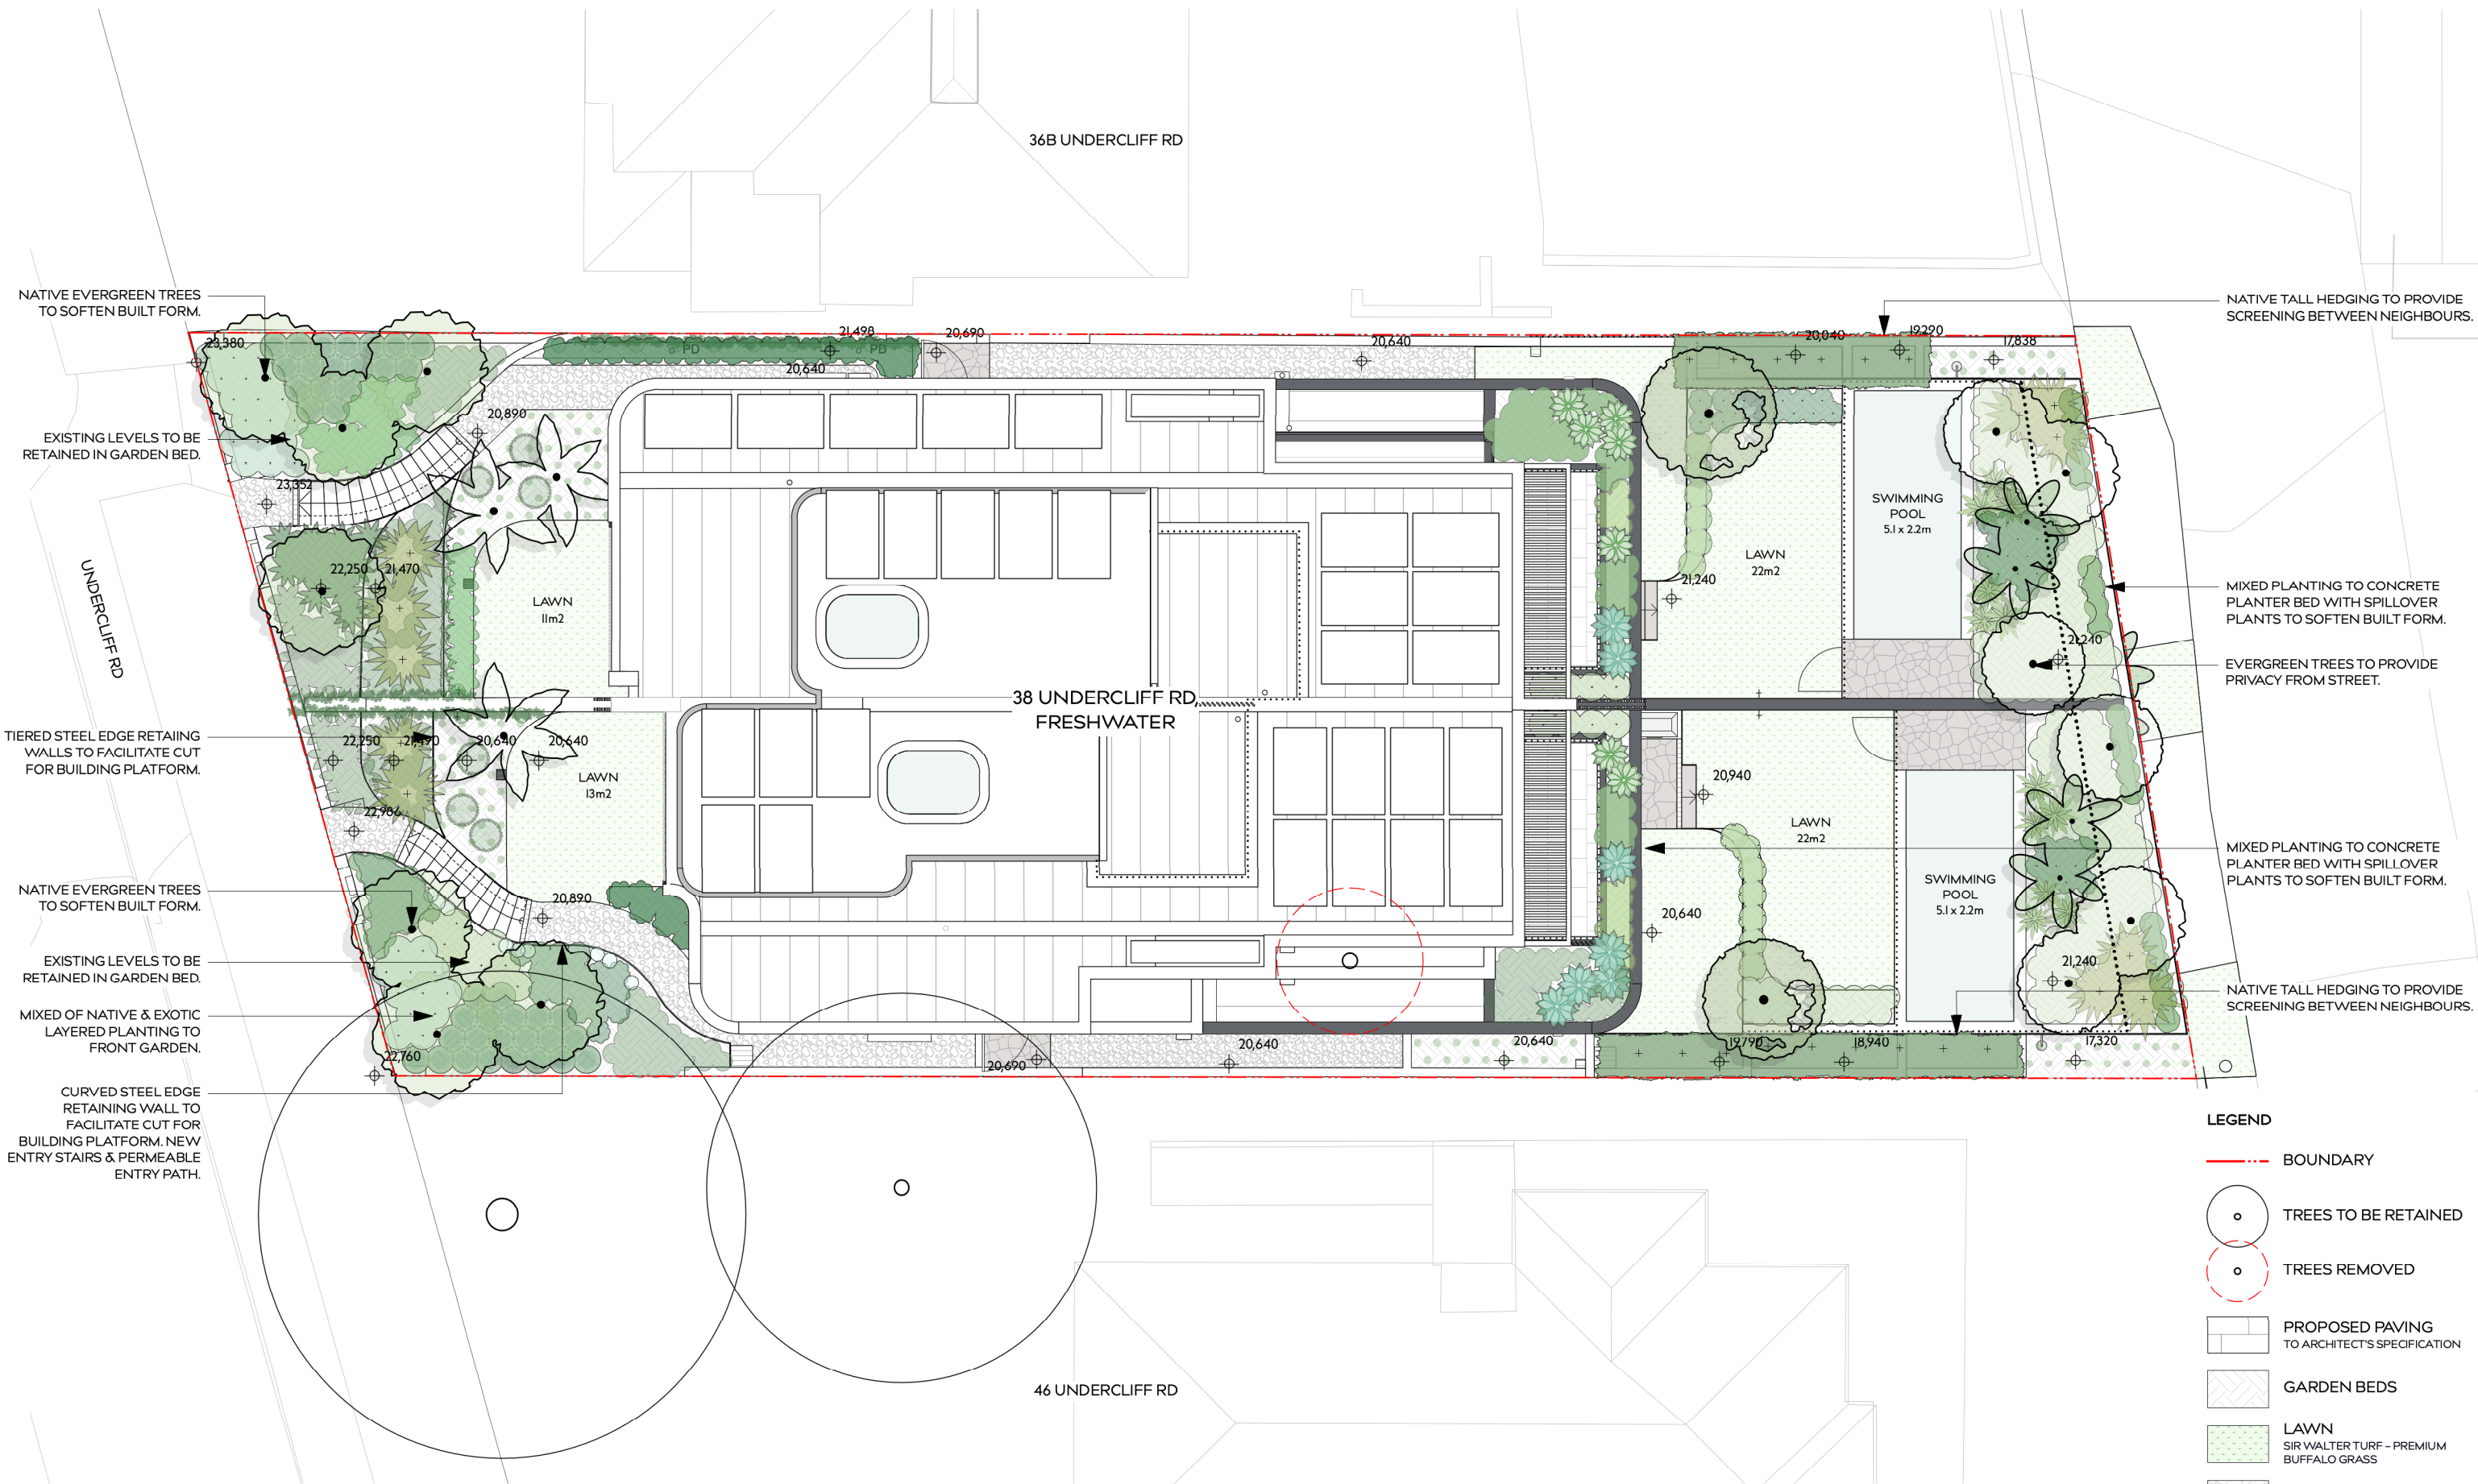 36B UNDERCLIFF RD
NATIVE EVERGREEN TREES
TO SOFTEN BUILT FORM.
EXISTING LEVELS TO BE
RETAINED IN GARDEN BED.
UNDERCLIFF RD
TIERED STEEL EDGE RETAIING
WALLS TO FACILITATE CUT
FOR BUILDING PLATFORM.
NATIVE EVERGREEN TREES
TO SOFTEN BUILT FORM.
EXISTING LEVELS TO BE
RETAINED IN GARDEN BED.
MIXED OF NATIVE & EXOTIC
LAYERED PLANTING TO
FRONT GARDEN.
CURVED STEEL EDGE
RETAINING WALL TO
FACILITATE CUT FOR
BUILDING PLATFORM. NEW
ENTRY STAIRS & PERMEABLE
ENTRY PATH.
23,380
21,498
20,690
20,640
20,040
19,290
17,838
PD
PD
20,640
20,890
23,352
22,250
21,470
LAWN
11m2
SWIMMING
POOL
5.1 x 2.2m
LAWN
22m2
21,240
21,240
38 UNDERCLIFF RD,
FRESHWATER
22,250
21,490
20,640
20,640
LAWN
13m2
22,986
20,940
LAWN
22m2
SWIMMING
POOL
5.1 x 2.2m
20,890
20,640
21,240
22,760
20,690
20,640
20,640
19,790
18,940
17,320
46 UNDERCLIFF RD
NATIVE TALL HEDGING TO PROVIDE
SCREENING BETWEEN NEIGHBOURS.
MIXED PLANTING TO CONCRETE
PLANTER BED WITH SPILLOVER
PLANTS TO SOFTEN BUILT FORM.
EVERGREEN TREES TO PROVIDE
PRIVACY FROM STREET.
MIXED PLANTING TO CONCRETE
PLANTER BED WITH SPILLOVER
PLANTS TO SOFTEN BUILT FORM.
NATIVE TALL HEDGING TO PROVIDE
SCREENING BETWEEN NEIGHBOURS.
LEGEND
BOUNDARY
TREES TO BE RETAINED
TREES REMOVED
PROPOSED PAVING
TO ARCHITECT'S SPECIFICATION
GARDEN BEDS
LAWN
SIR WALTER TURF – PREMIUM
BUFFALO GRASS